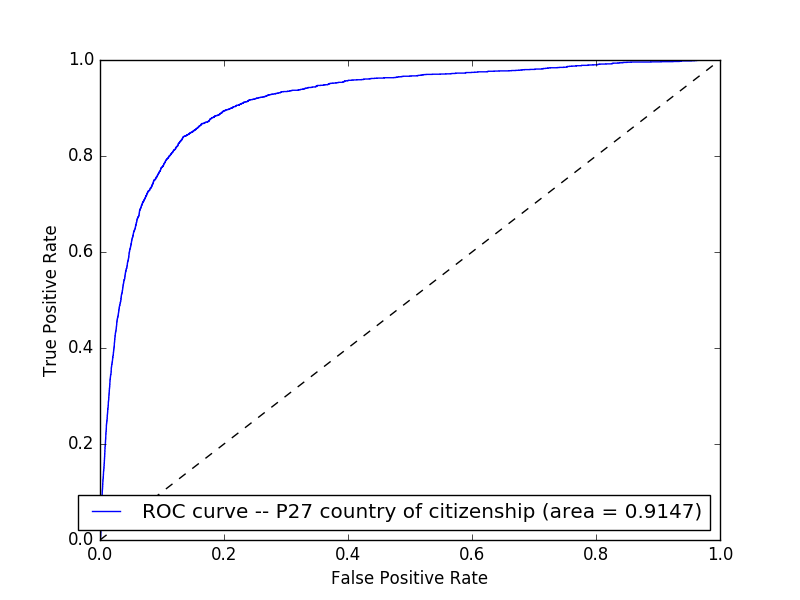 1.0
0.8
0.6
0.4
0.2
0.0
True Positive Rate
ROC curve -- P27 country of citizenship (area = 0.9147)
0.0 0.2 0.4 0.6 0.8 1.0
False Positive Rate